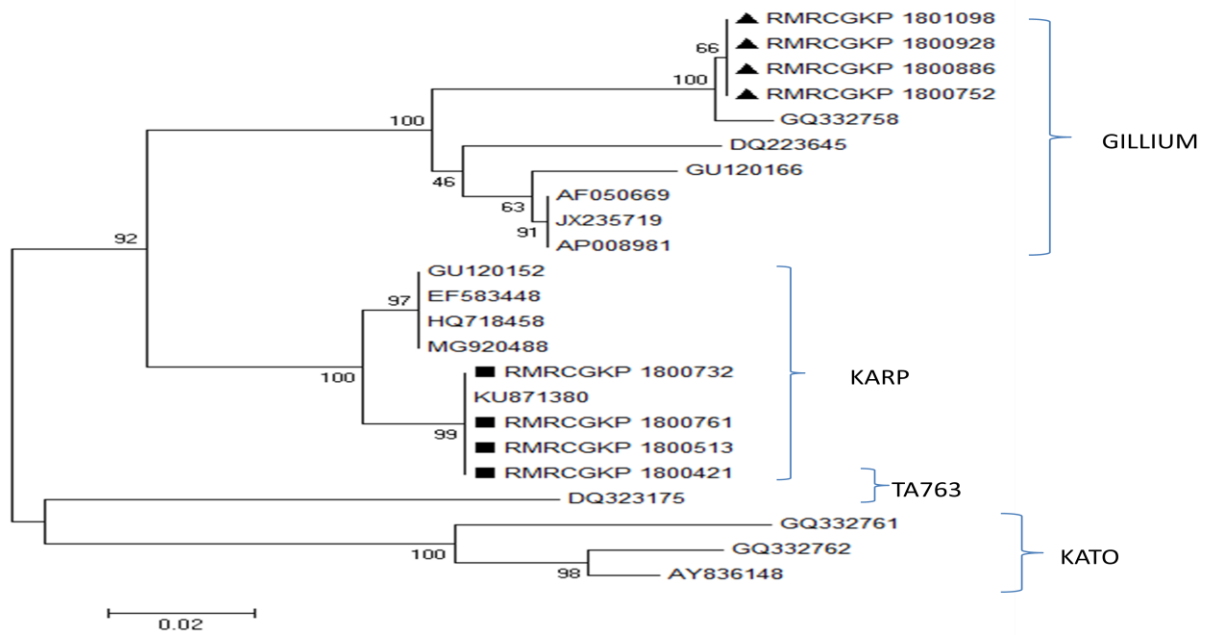 RMRCGKP 1801098
66
RMRCGKP 1800928
RMRCGKP 1800886
100
RMRCGKP 1800752
100
GQ332758
GILLIUM
DQ223645
46
GU120166
63
AF050669
JX235719
91
AP008981
92
GU120152
97
EF583448
HQ718458
MG920488
100
RMRCGKP 1800732
KARP
KU871380
RMRCGKP 1800761
99
RMRCGKP 1800513
RMRCGKP 1800421
TA763
DQ323175
GQ332761
100
GQ332762
KATO
98
AY836148
0.02